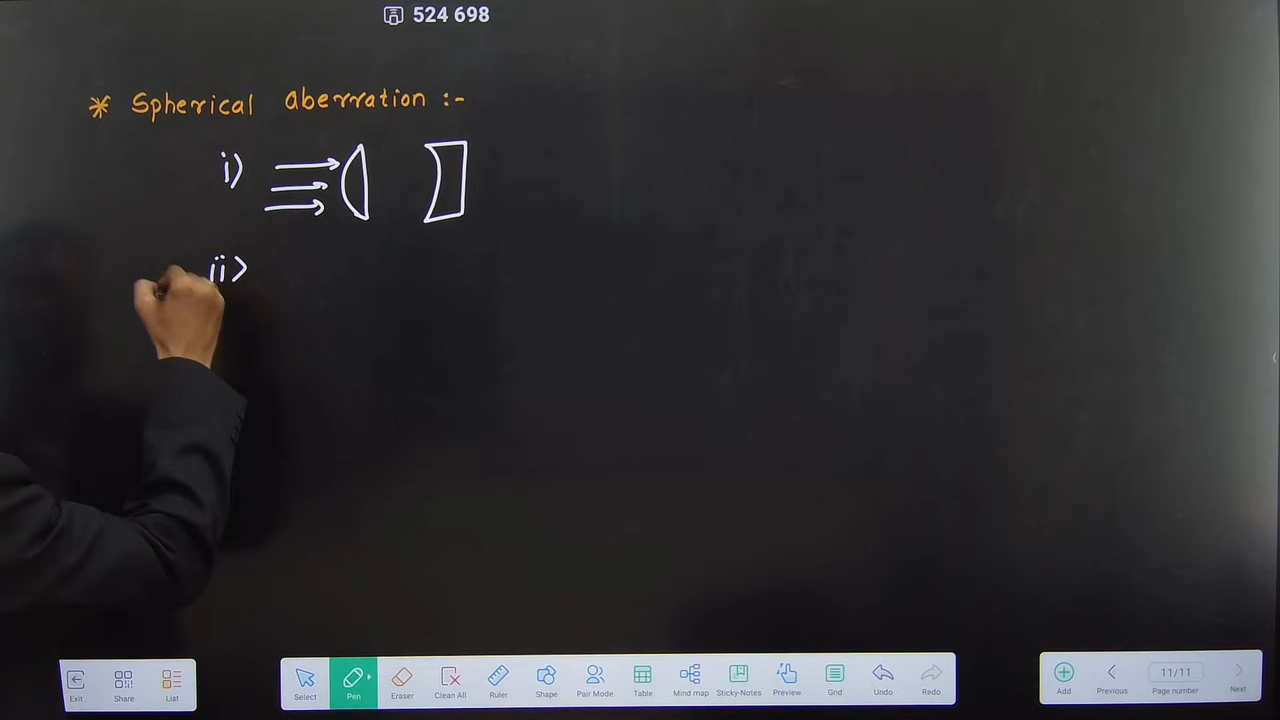 524 698
* Spherical aberration :-
i)
ii>
Exit Share List
Select Pen Eraser Clean All Ruler Shape Pair Mode Table Mind map Sticky-Notes Preview Grid Undo Redo
Add Previous 11/11 Page number Next